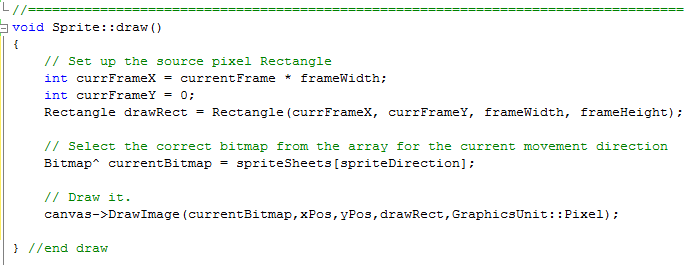 //==================================================================================
void Sprite::draw()
{
    // Set up the source pixel Rectangle
    int currFrameX = currentFrame * frameWidth;
    int currFrameY = 0;
    Rectangle drawRect = Rectangle(currFrameX, currFrameY, frameWidth, frameHeight);
    // Select the correct bitmap from the array for the current movement direction
    Bitmap^ currentBitmap = spriteSheets[spriteDirection];
    // Draw it.
    canvas->DrawImage(currentBitmap,xPos,yPos,drawRect,GraphicsUnit::Pixel);
} //end draw